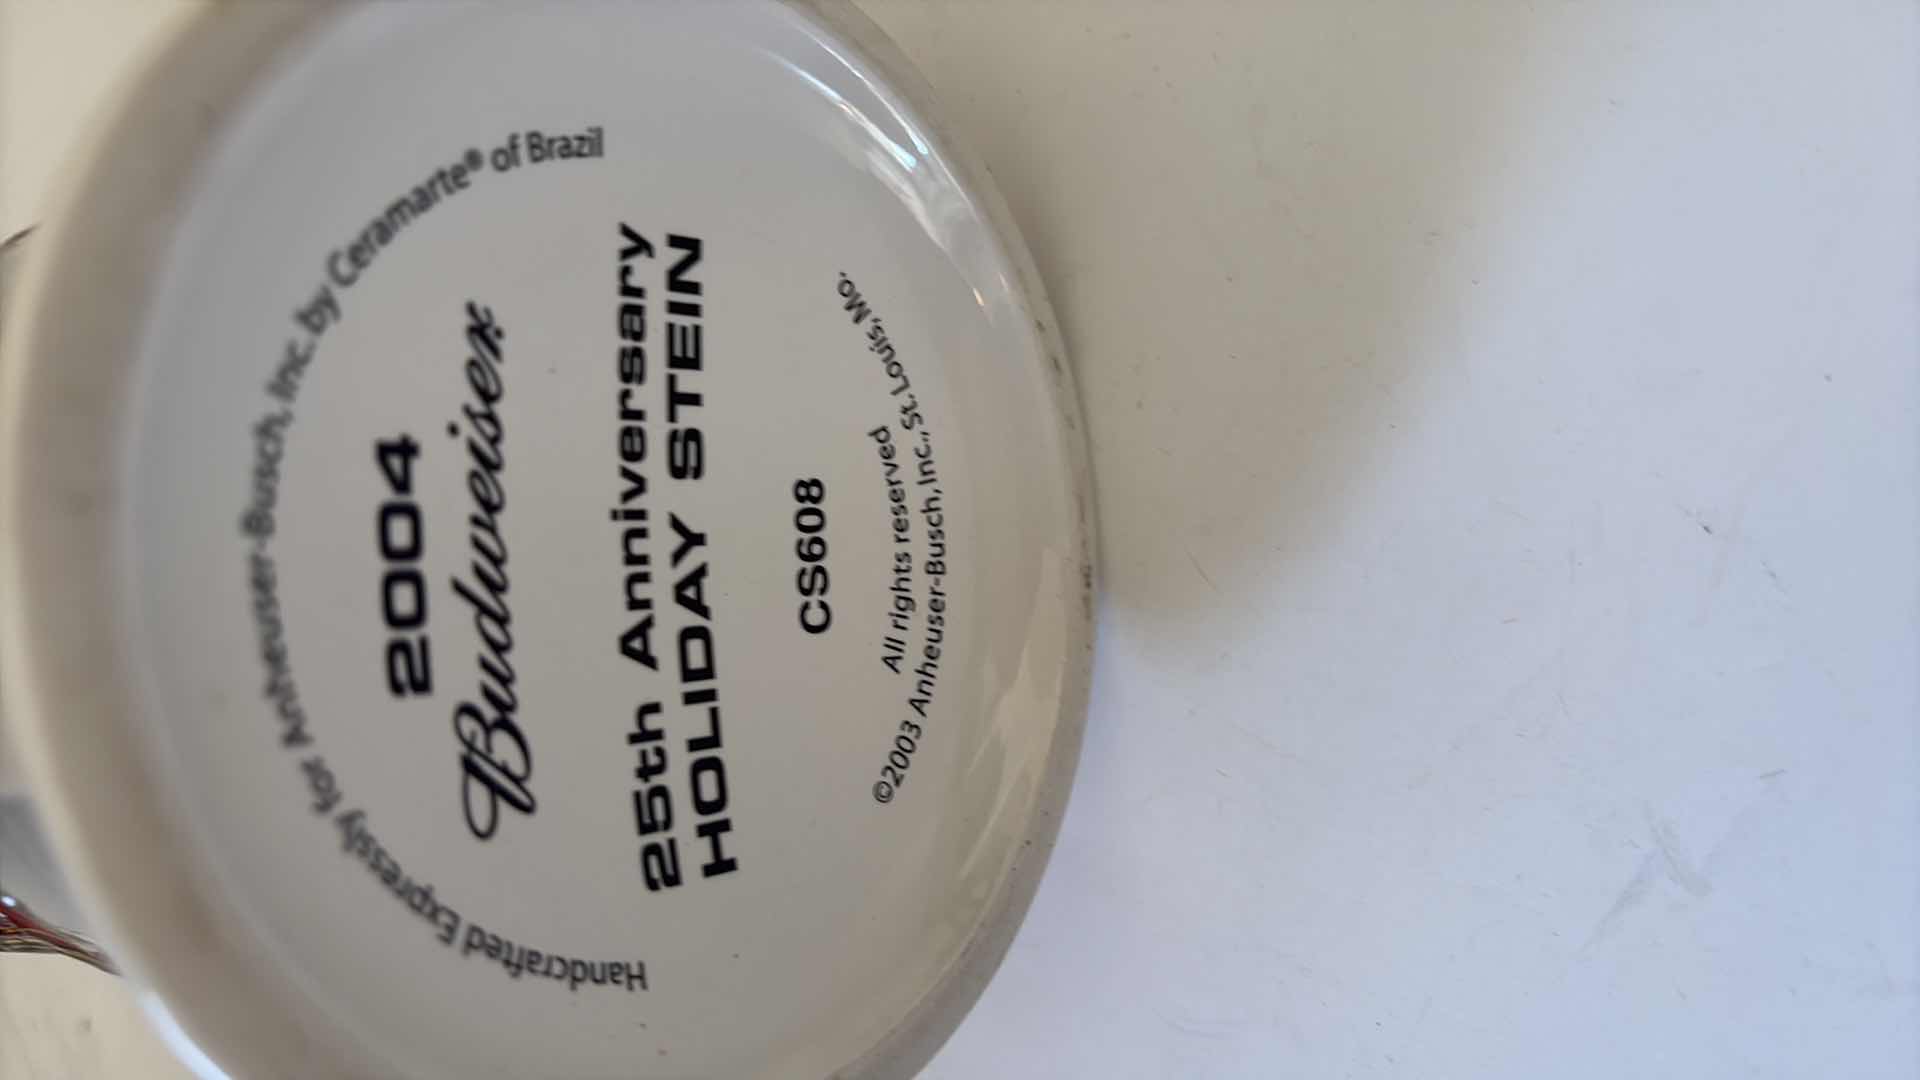 Handcrafted Expressly for Anheuser-Busch, Inc. by Ceramarte® of Brazil
2004
Budweiser
25th Anniversary
HOLIDAY STEIN
CS608
All rights reserved
©2003 Anheuser-Busch, Inc., St. Louis, Mo.